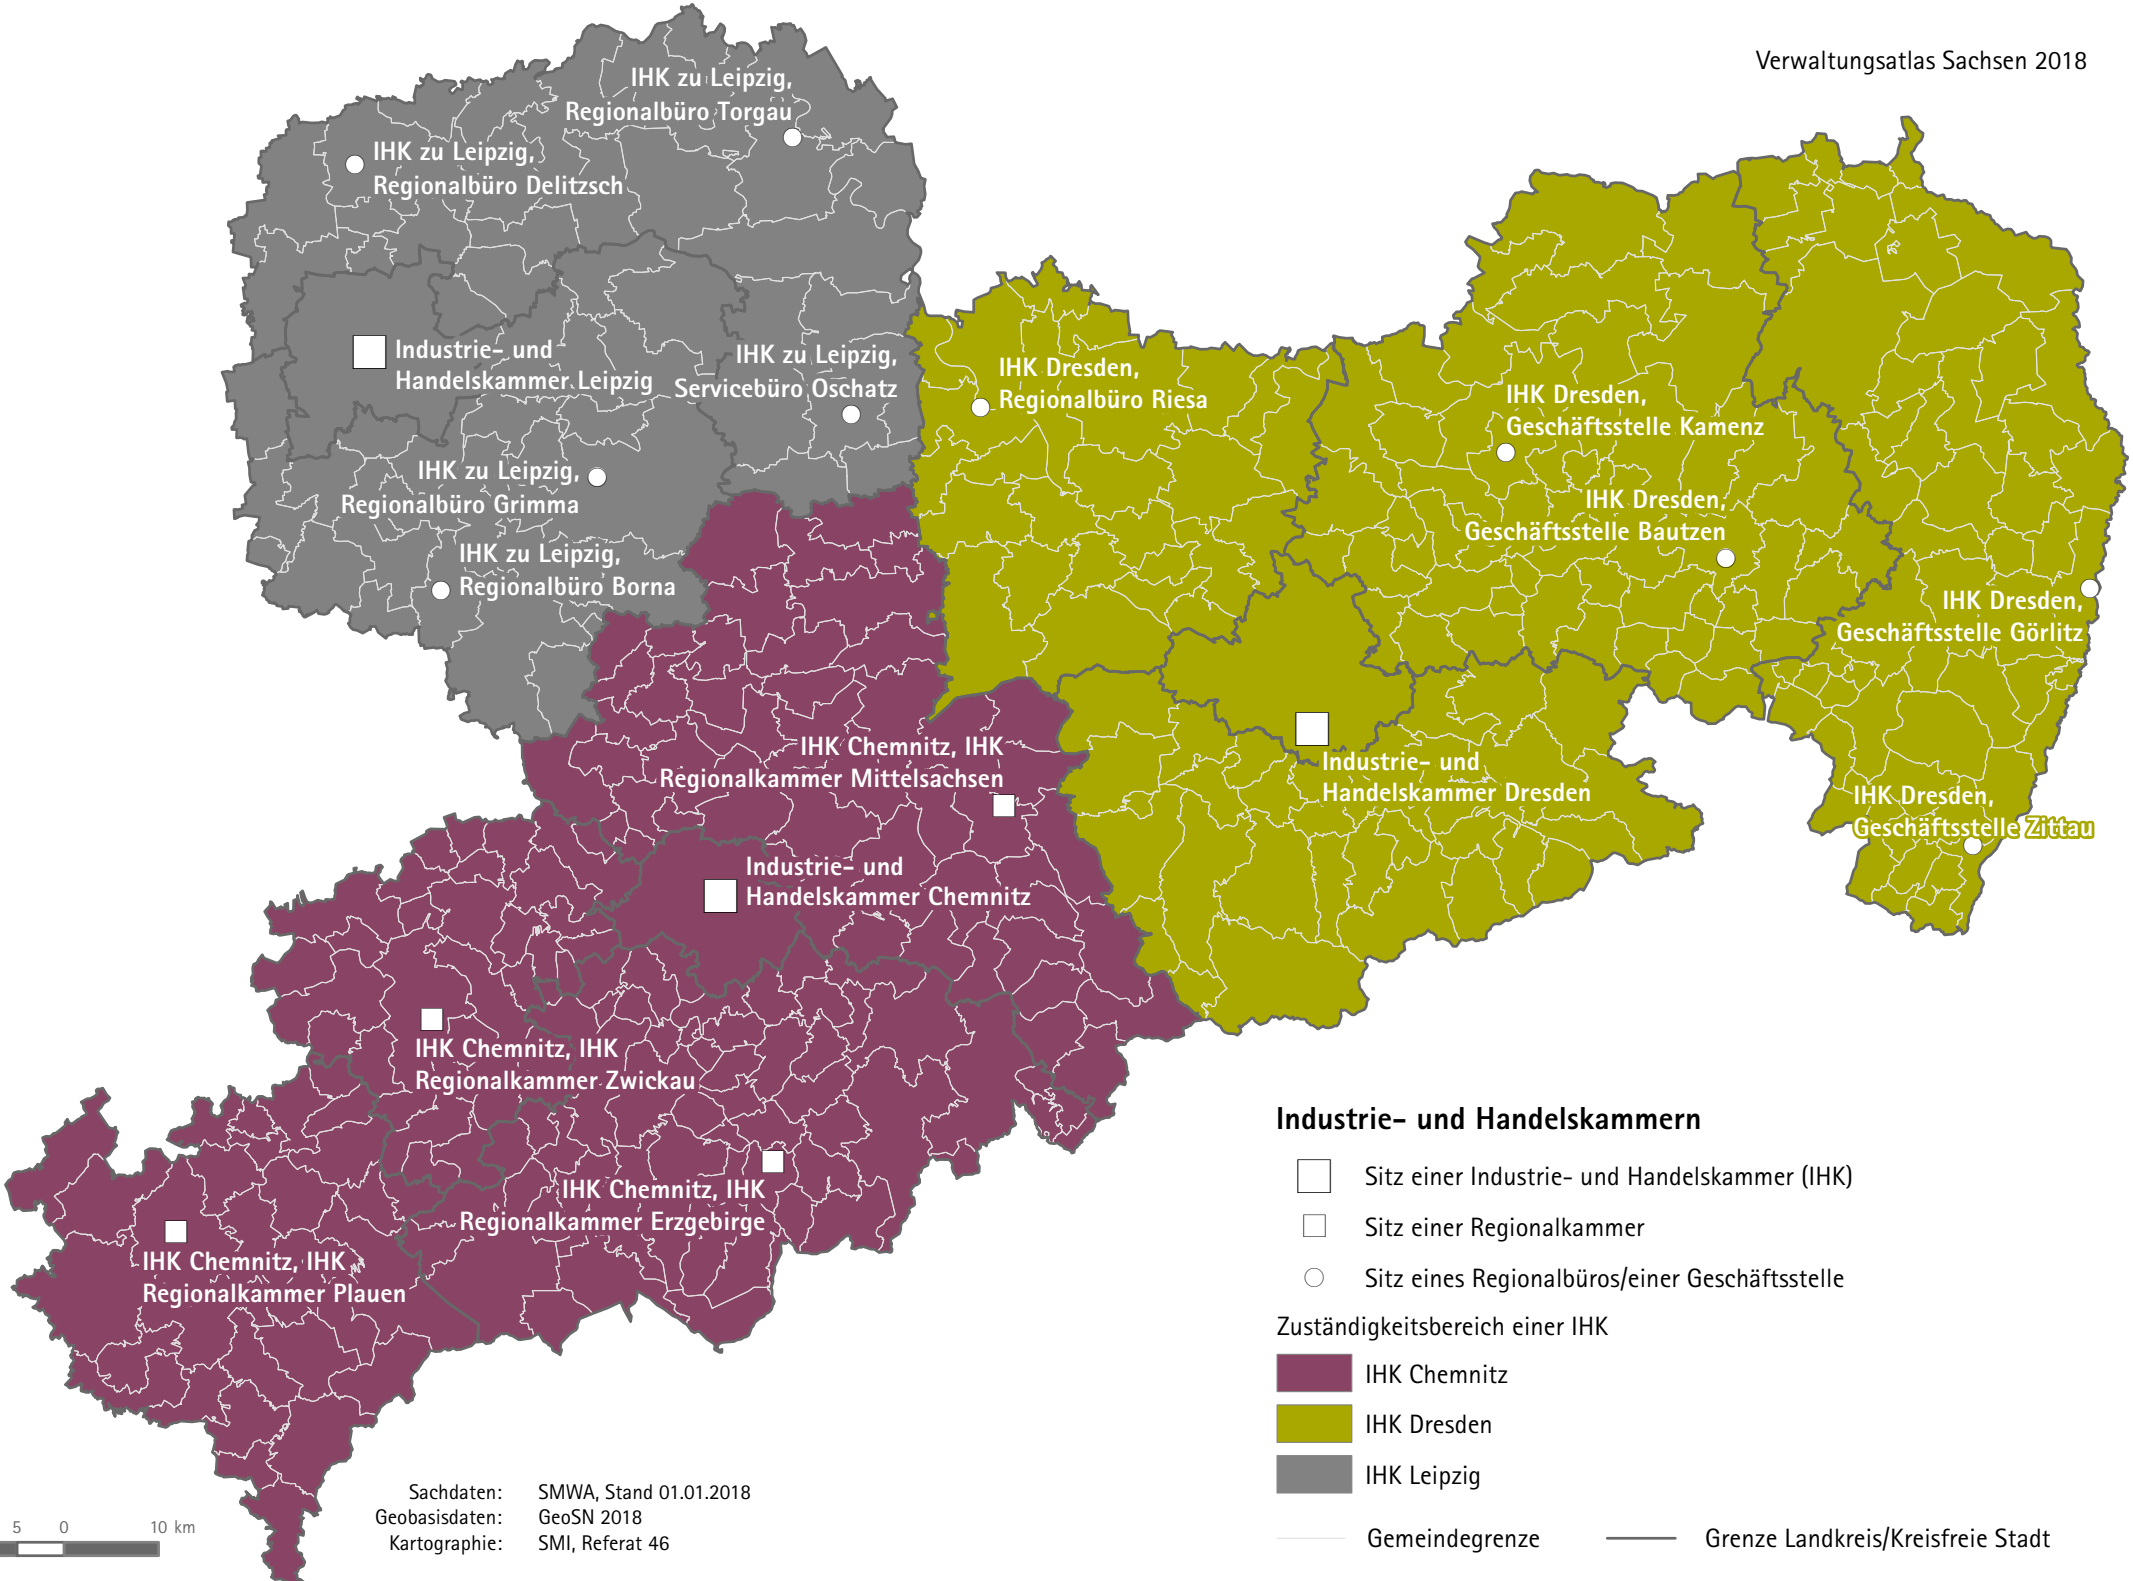 Verwaltungsatlas Sachsen 2018
IHK zu Leipzig,
Regionalbüro Torgau
IHK zu Leipzig,
Regionalbüro Delitzsch
Industrie- und
Handelskammer Leipzig
IHK zu Leipzig,
Servicebüro Oschatz
IHK Dresden,
Regionalbüro Riesa
IHK Dresden,
Geschäftsstelle Kamenz
IHK zu Leipzig,
Regionalbüro Grimma
IHK Dresden,
Geschäftsstelle Bautzen
IHK zu Leipzig,
Regionalbüro Borna
IHK Dresden,
Geschäftsstelle Görlitz
IHK Chemnitz, IHK
Regionalkammer Mittelsachsen
Industrie- und
Handelskammer Dresden
IHK Dresden,
Geschäftsstelle Zittau
Industrie- und
Handelskammer Chemnitz
IHK Chemnitz, IHK
Regionalkammer Zwickau
IHK Chemnitz, IHK
Regionalkammer Erzgebirge
IHK Chemnitz, IHK
Regionalkammer Plauen
Industrie- und Handelskammern
Sitz einer Industrie- und Handelskammer (IHK)
Sitz einer Regionalkammer
Sitz eines Regionalbüros/einer Geschäftsstelle
Zuständigkeitsbereich einer IHK
IHK Chemnitz
IHK Dresden
IHK Leipzig
Gemeindegrenze
Grenze Landkreis/Kreisfreie Stadt
Sachdaten: SMWA, Stand 01.01.2018
Geobasisdaten: GeoSN 2018
Kartographie: SMI, Referat 46
5 0 10 km